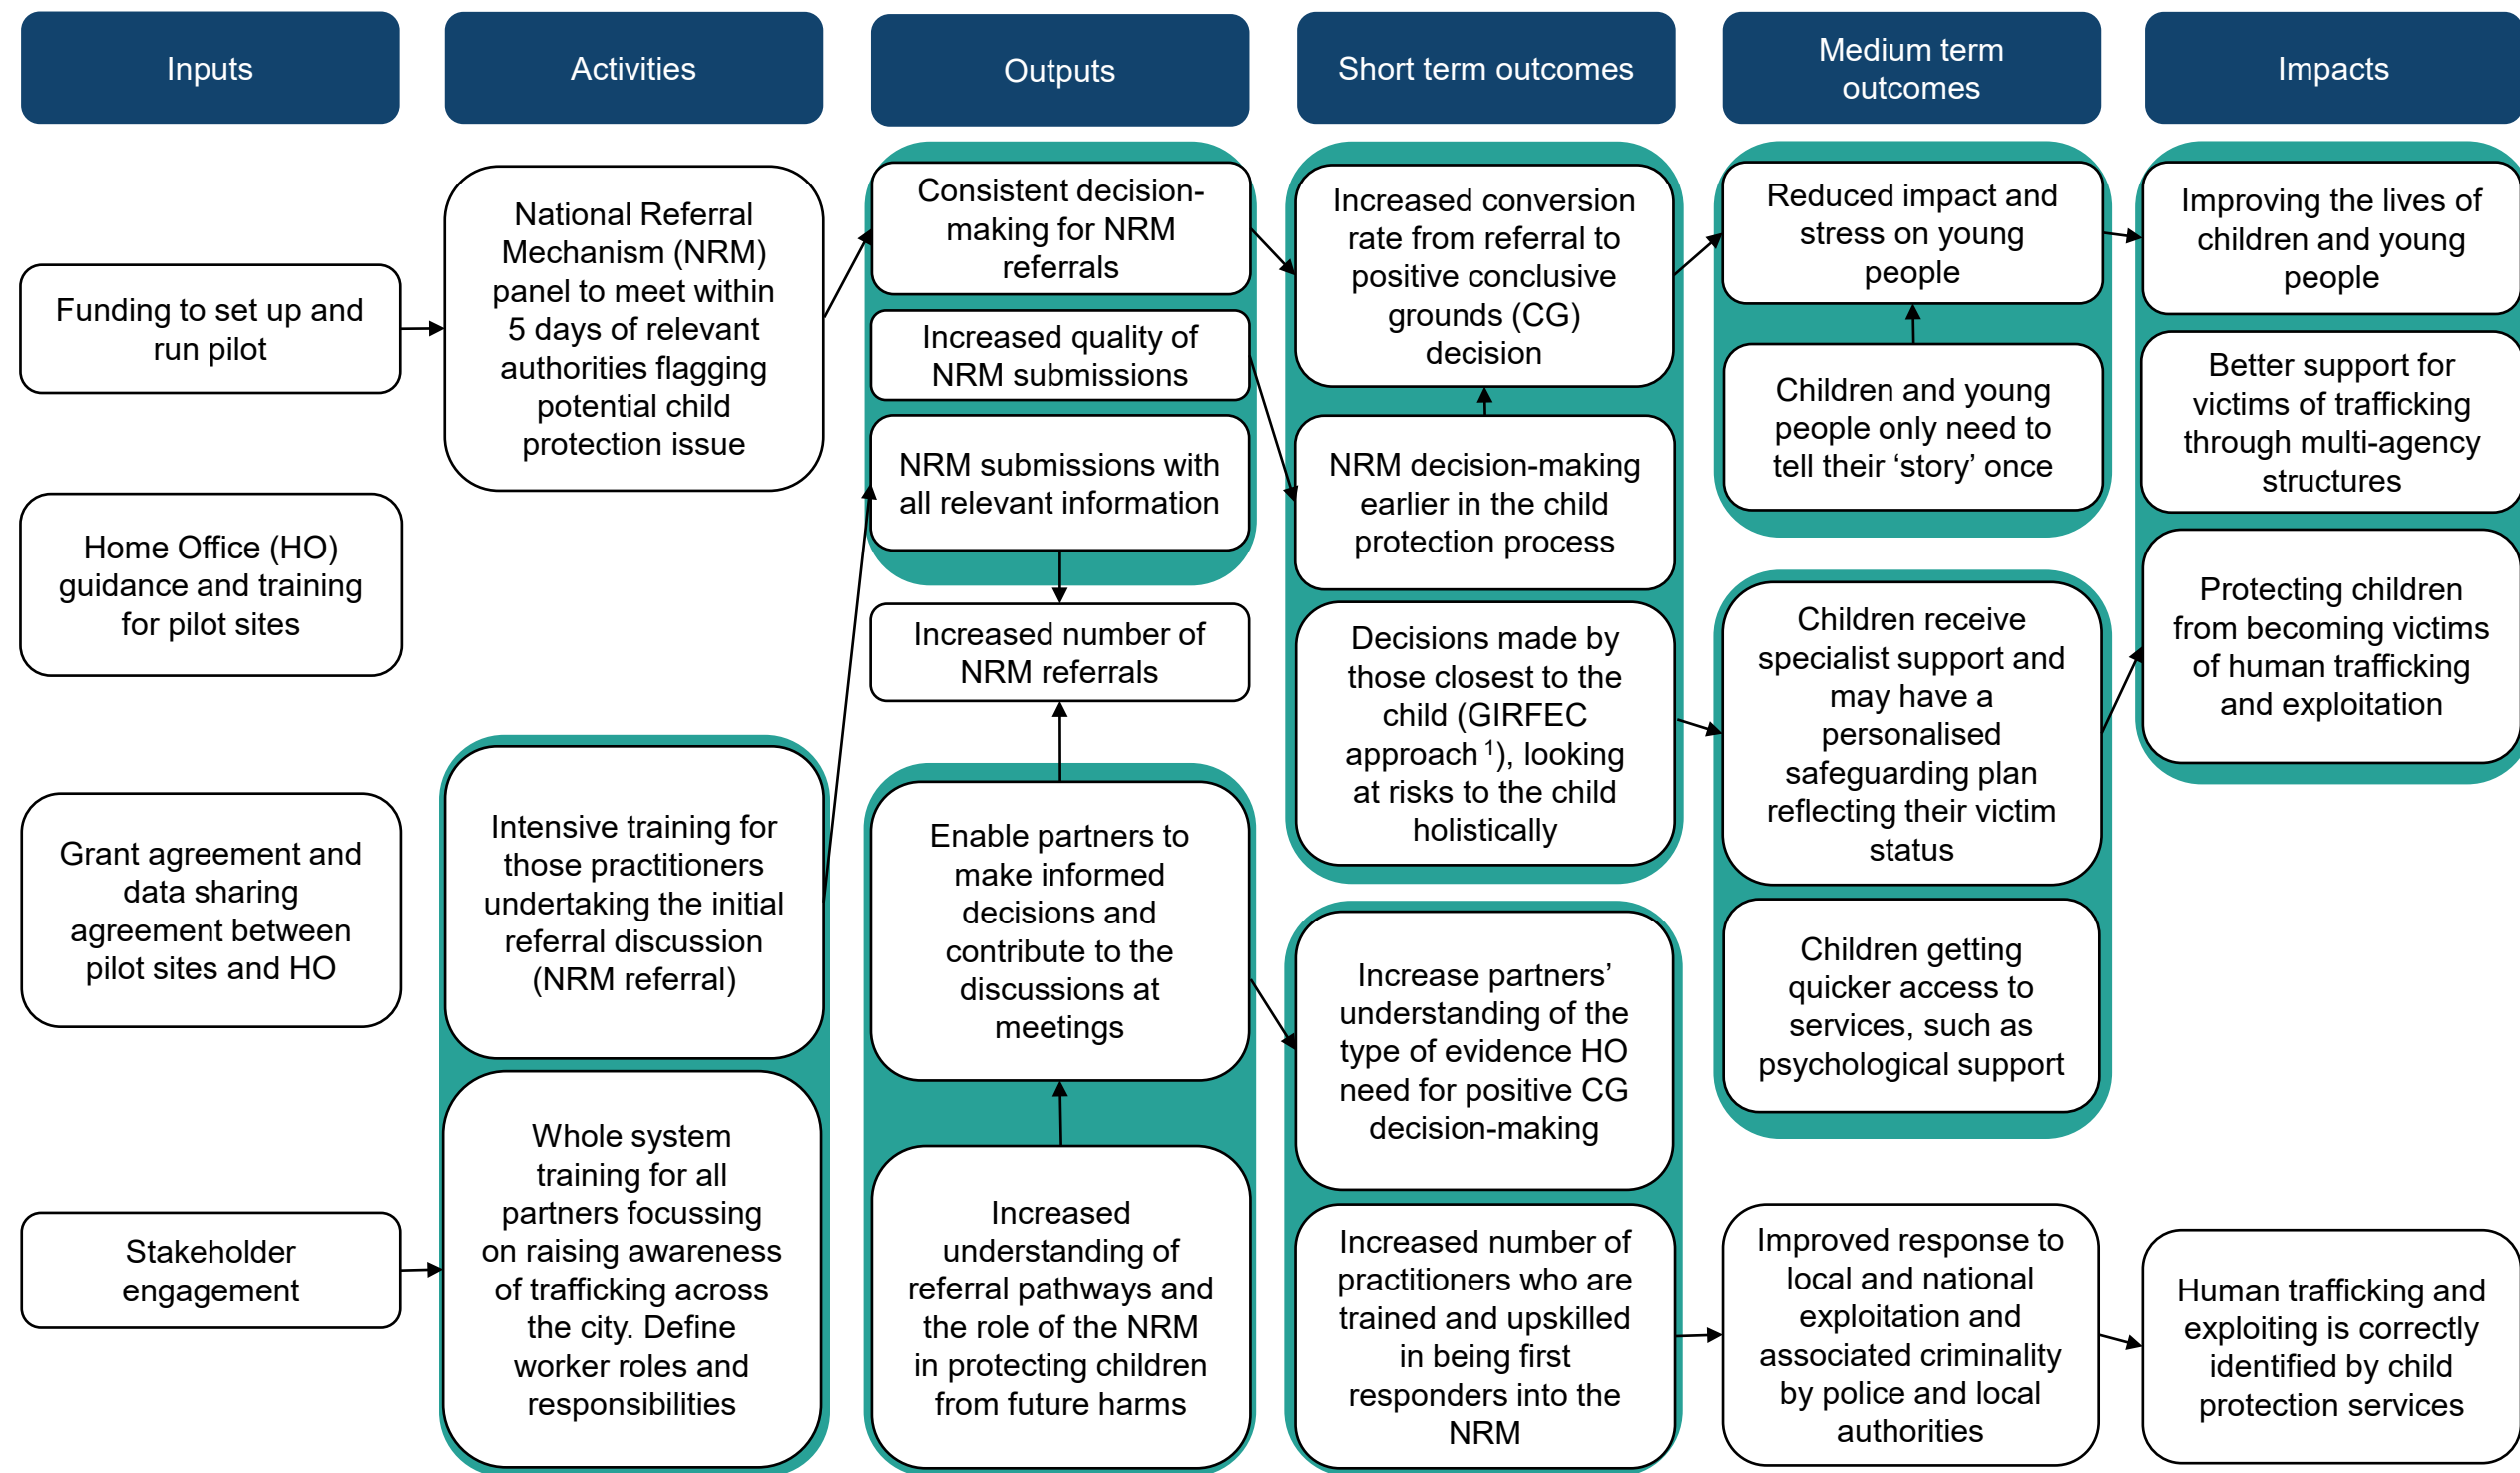 Inputs
Activities
Outputs
Short term outcomes
Medium term
outcomes
Impacts
Funding to set up and
run pilot
Home Office (HO)
guidance and training
for pilot sites
Grant agreement and
data sharing
agreement between
pilot sites and HO
Stakeholder
engagement
National Referral
Mechanism (NRM)
panel to meet within
5 days of relevant
authorities flagging
potential child
protection issue
Intensive training for
those practitioners
undertaking the initial
referral discussion
(NRM referral)
Whole system
training for all
partners focussing
on raising awareness
of trafficking across
the city. Define
worker roles and
responsibilities
Consistent decision-
making for NRM
referrals
Increased quality of
NRM submissions
NRM submissions with
all relevant information
Increased number of
NRM referrals
Enable partners to
make informed
decisions and
contribute to the
discussions at
meetings
Increased
understanding of
referral pathways and
the role of the NRM
in protecting children
from future harms
Increased conversion
rate from referral to
positive conclusive
grounds (CG)
decision
NRM decision-making
earlier in the child
protection process
Decisions made by
those closest to the
child (GIRFEC
approach ¹), looking
at risks to the child
holistically
Increase partners’
understanding of the
type of evidence HO
need for positive CG
decision-making
Increased number of
practitioners who are
trained and upskilled
in being first
responders into the
NRM
Reduced impact and
stress on young
people
Children and young
people only need to
tell their ‘story’ once
Children receive
specialist support and
may have a
personalised
safeguarding plan
reflecting their victim
status
Children getting
quicker access to
services, such as
psychological support
Improved response to
local and national
exploitation and
associated criminality
by police and local
authorities
Improving the lives of
children and young
people
Better support for
victims of trafficking
through multi-agency
structures
Protecting children
from becoming victims
of human trafficking
and exploitation
Human trafficking and
exploiting is correctly
identified by child
protection services